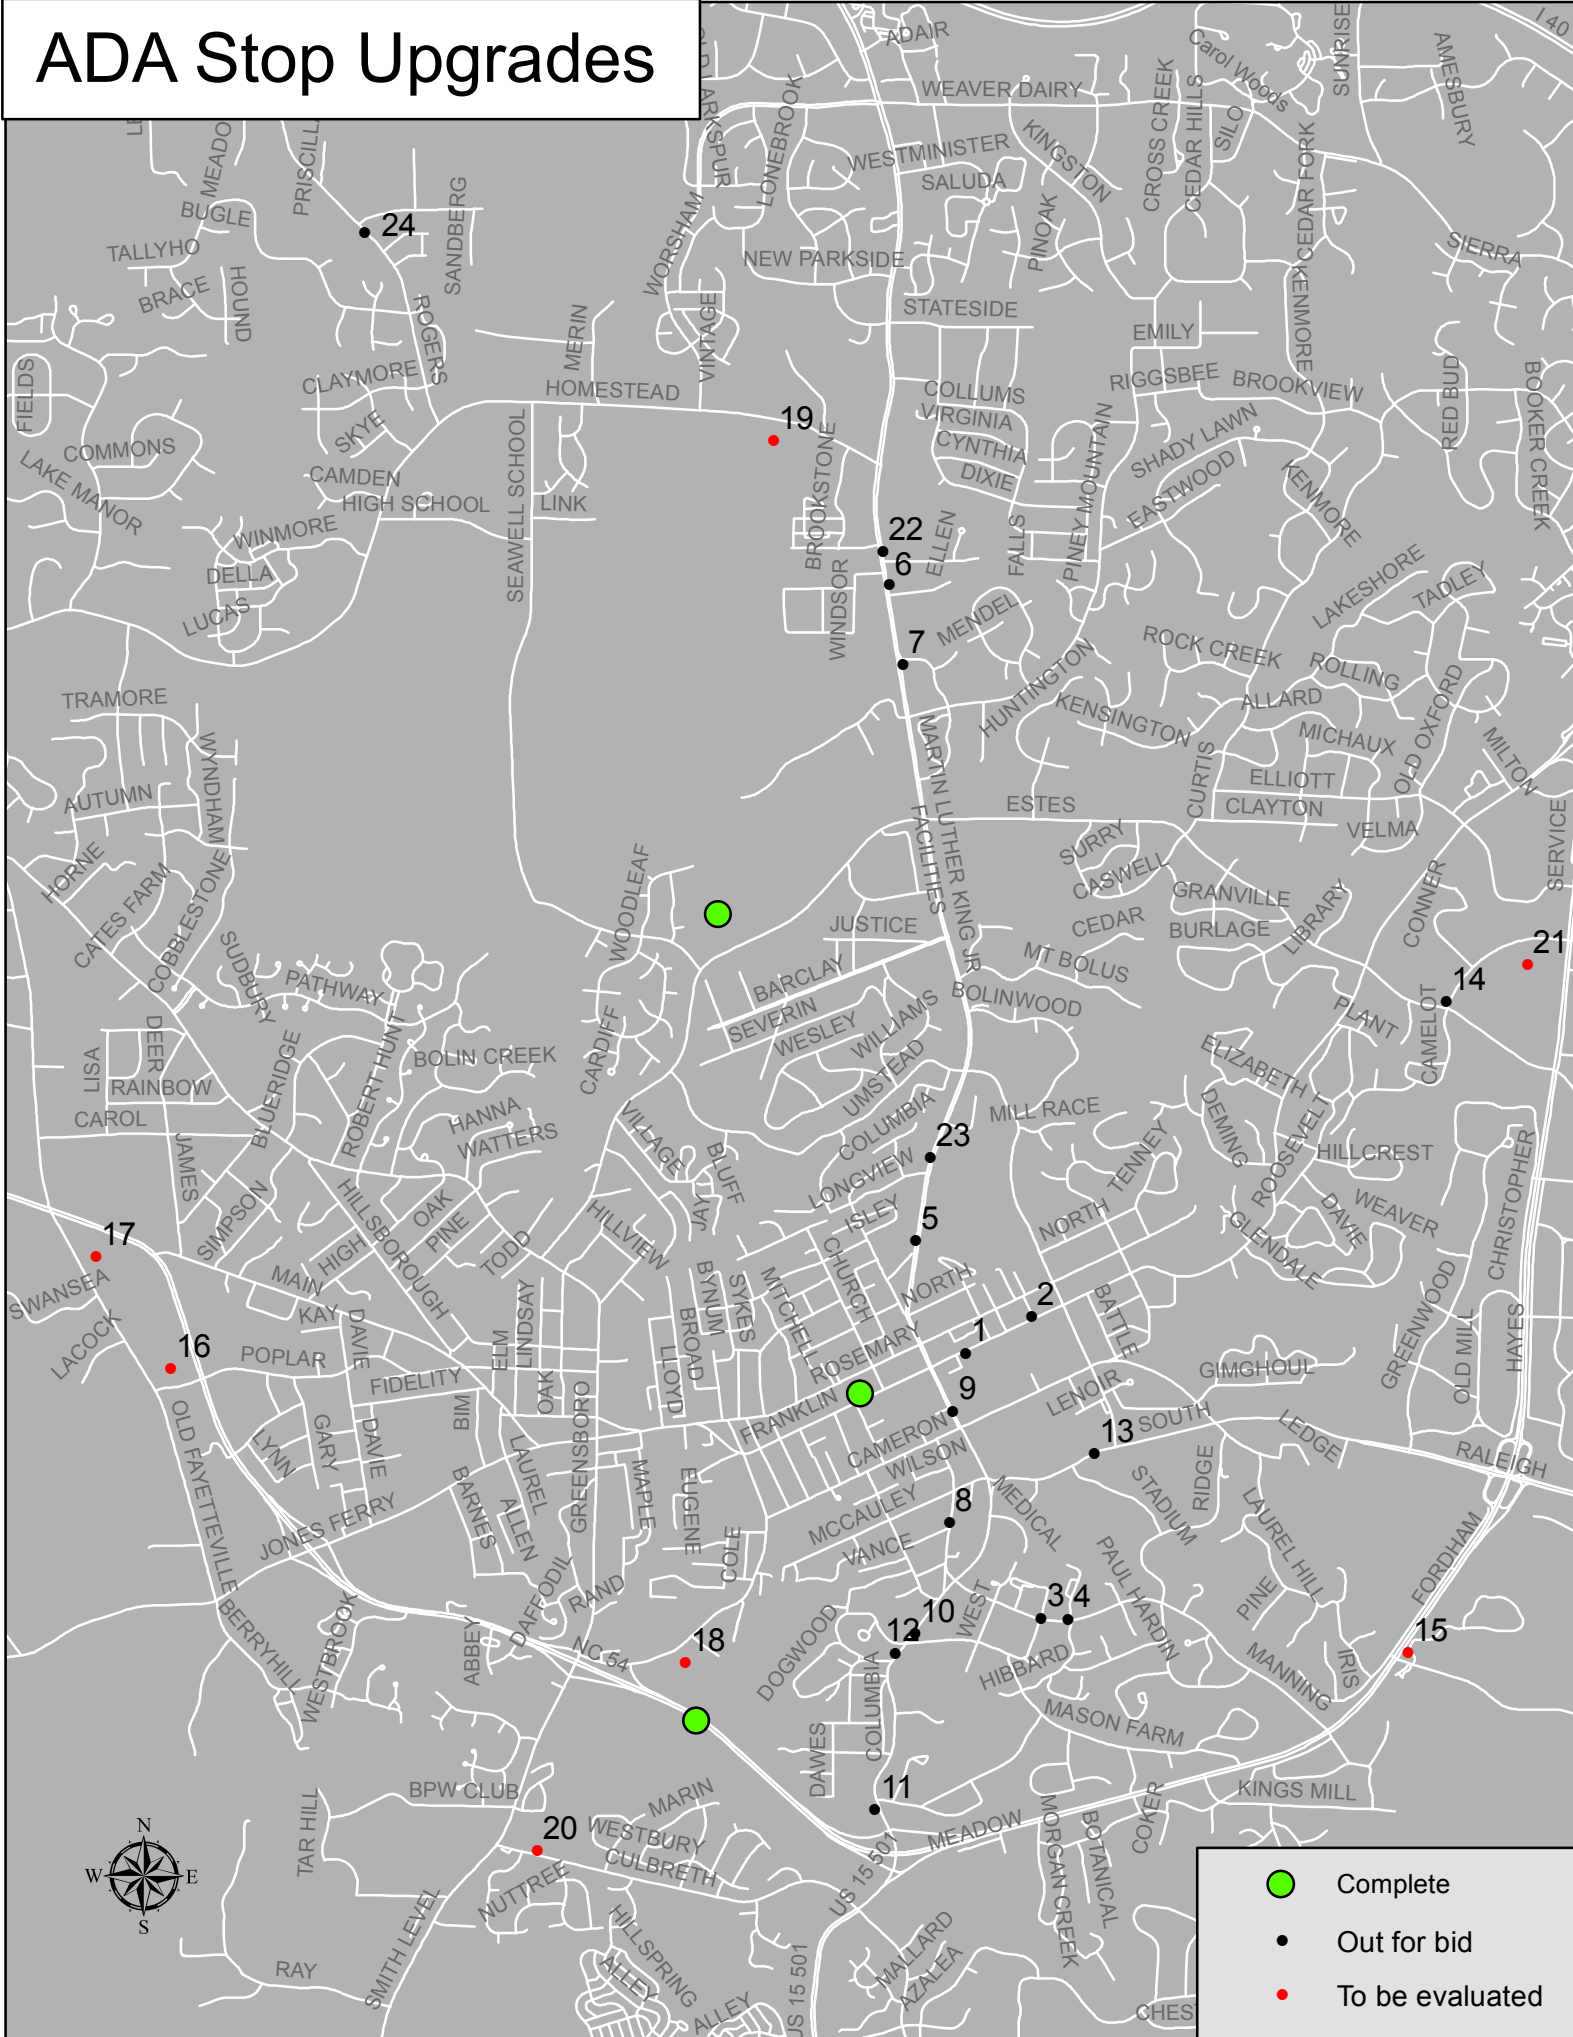 ADA Stop Upgrades
I 40
ADAIR
SUNRISE
AMESBURY
Carol Woods
WEAVER DAIRY
LONEBROOK
CROSS CREEK
CEDAR HILLS
SILO
KINGSTON
WESTMINISTER
SALUDA
CEDAR FORK
MEADO
PRISCILL
BUGLE
24
SANDBERG
TALLYHO
BRACE
HOUND
WORSHAM
NEW PARKSIDE
PINOAK
SIERRA
ROGERS
MERIN
VINTAGE
STATESIDE
EMILY
KENMORE
FIELDS
CLAYMORE
HOMESTEAD
RIGGSBEE
BROOKVIEW
RED BUD
BOOKER CREEK
COLLUMS
VIRGINIA
CYNTHIA
DIXIE
19
SKYE
COMMONS
LAKE MANOR
CAMDEN
HIGH SCHOOL
SEAWELL SCHOOL
LINK
BROOKSTONE
PINEY MOUNTAIN
SHADY LAWN
EASTWOOD
KENMORE
WINMORE
DELLA
LUCAS
22
6
ELLEN
FALLS
WINDSOR
MENDEL
7
LAKESHORE
TADLEY
ROCK CREEK
ROLLING
HUNTINGTON
KENSINGTON
ALLARD
MICHAUX
OLD OXFORD
MILTON
TRAMORE
WYNDHAM
AUTUMN
MARTIN LUTHER KING JR
FACILITIES
CURTIS
ELLIOTT
CLAYTON
ESTES
VELMA
SERVICE
HORNE
CATES FARM
COBBLESTONE
WOODLEAF
SURRY
CASWELL
GRANVILLE
CEDAR
BURLAGE
LIBRARY
CONNER
JUSTICE
21
SUDBURY
PATHWAY
BARCLAY
SEVERIN
WESLEY
WILLIAMS
MT BOLUS
BOLINWOOD
14
PLANT
CAMELOT
DEER
LISA
RAINBOW
CAROL
BLUERIDGE
ROBERT HUNT
BOLIN CREEK
CARDIFF
UMSTEAD
COLUMBIA
ELIZABETH
DEMING
ROOSEVELT
HANNA
WATTERS
VILLAGE
BLUFF
JAY
MILL RACE
23
TENNEY
HILLCREST
CHRISTOPHER
JAMES
SIMPSON
HILLSBOROUGH
OAK
PINE
HIGH
TODD
HILLVIEW
LONGVIEW
ISLEY
5
NORTH
GLENDALE
DAVIE
WEAVER
17
SWANSEA
LACOCK
MAIN
KAY
DAVIE
ELM
LINDSAY
BYNUM
SYKES
BROAD
MITCHELL
CHURCH
NORTH
2
BATTLE
GREENWOOD
OLD MILL
HAYES
16
POPLAR
FIDELITY
LLOYD
ROSEMARY
1
GIMGHOUL
OLD FAYETTEVILLE
LYNN
GARY
DAVIE
BIM
OAK
GREENSBORO
FRANKLIN
9
LENOIR
SOUTH
LEDGE
RALEIGH
CAMERON
WILSON
13
LAUREL
BARNES
ALLEN
MAPLE
EUGENE
COLE
MCCAULEY
VANCE
8
MEDICAL
STADIUM
RIDGE
LAUREL HILL
JONES FERRY
PAUL HARDIN
FORDHAM
BERRYHILL
WESTBROOK
ABBEY
DAFFODIL
RAND
NC 54
18
DOGWOOD
12
10
WEST
3
4
PINE
IRIS
15
COLUMBIA
HIBBARD
MANNING
MASON FARM
DAWES
BPW CLUB
TAR HILL
MARIN
11
MEADOW
KINGS MILL
COKER
BOTANICAL
MORGAN CREEK
20
WESTBURY
CULBRETH
NUTTREE
US 15 501
N
W
E
S
SMITH LEVEL
RAY
HILLSPRING
ALLEY
ALLEY
US 15 501
MALLARD
AZALEA
CHES
Complete
Out for bid
To be evaluated